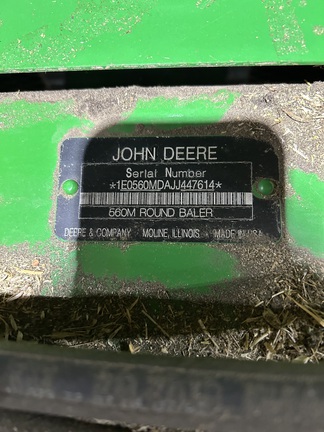 JOHN DEERE
Serial Number
*1E0560MDAJJ447614*
560M ROUND BALER
DEERE & COMPANY MOLINE, ILLINOIS MADE IN USA